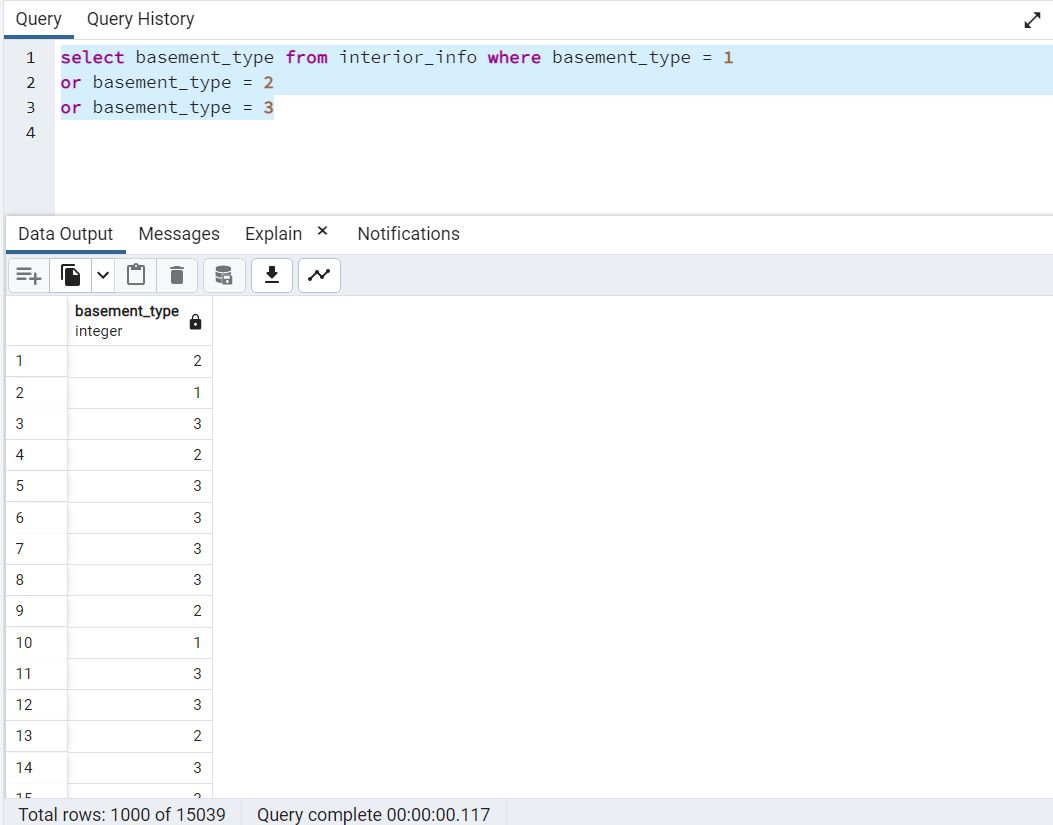 Query Query History
1 select basement_type from interior_info where basement_type = 1
2 or basement_type = 2
3 or basement_type = 3
4
Data Output Messages Explain × Notifications
basement_type
integer
1 2
2 1
3 3
4 2
5 3
6 3
7 3
8 3
9 2
10 1
11 3
12 3
13 2
14 3
Total rows: 1000 of 15039 Query complete 00:00:00.117